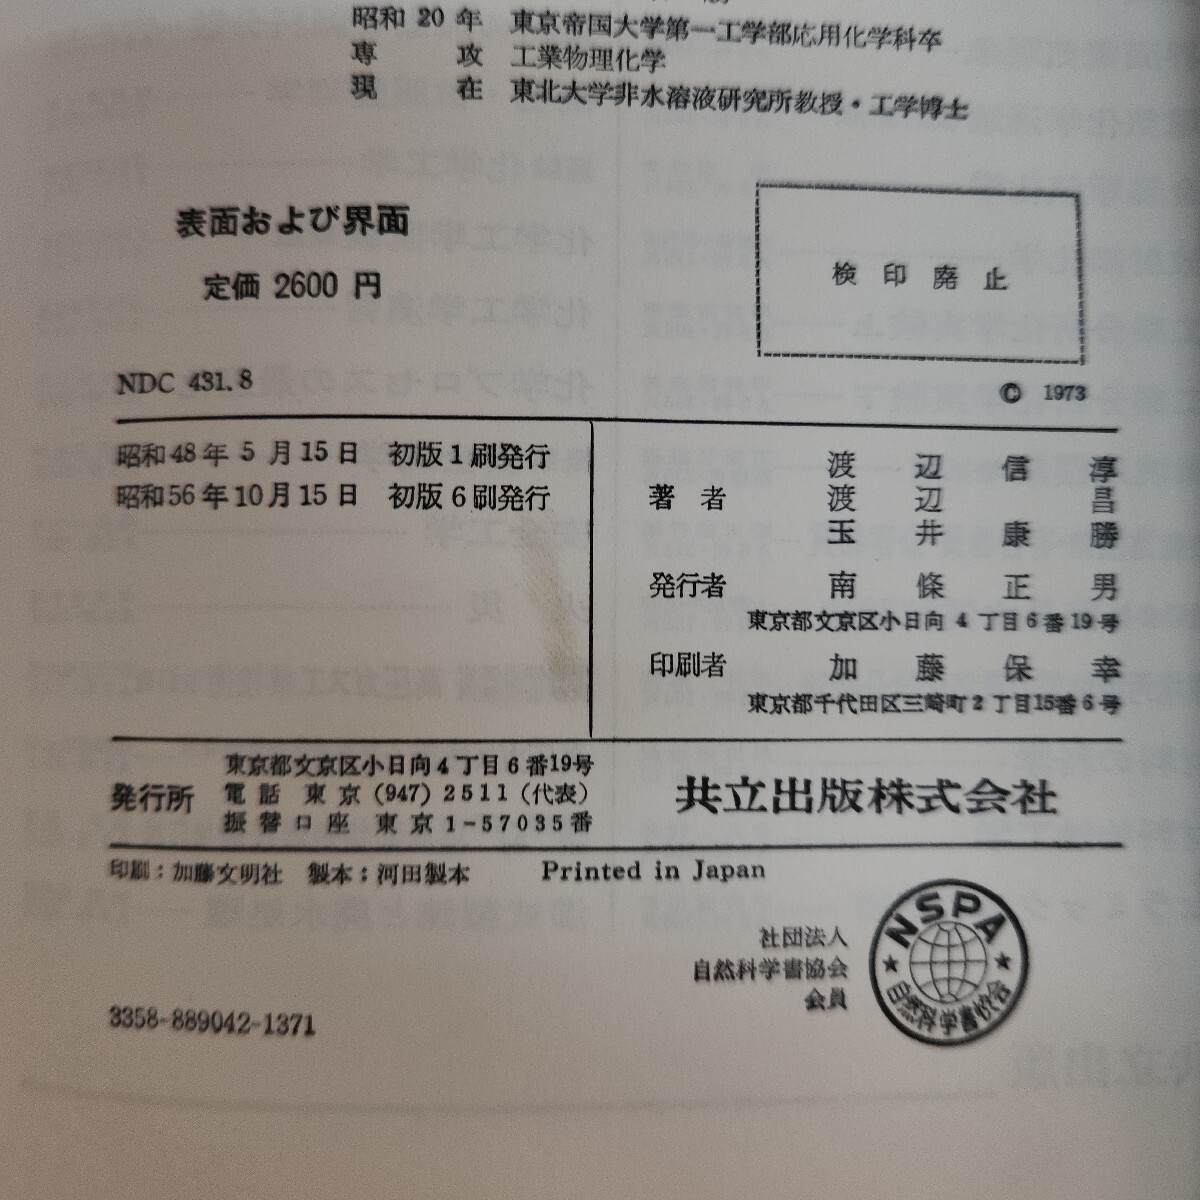 昭和 20 年 東京帝国大学第一工学部応用化学科卒
専 攻 工業物理化学
現 在 東北大学非水溶液研究所教授・工学博士
表面および界面
定価 2600 円
検印廃止
NDC 431.8
© 1973
昭和48年 5 月15日 初版1刷発行
昭和56年10月15日 初版6刷発行
著 者
渡 辺 信 淳
渡 辺 昌
玉 井 康 勝
発行者 南 條 正 男
東京都文京区小日向 4 丁目 6 番 19 号
印刷者 加 藤 保 幸
東京都千代田区三崎町 2 丁目15番 6 号
発行所
東京都文京区小日向 4 丁目 6 番19号
電話 東京 (947) 2511 (代表)
振替口座 東京 1-57035番
共立出版株式会社
印刷：加藤文明社 製本：河田製本 Printed in Japan
社団法人
自然科学書協会
会員
NSPA
自然科学書協会
3358-889042-1371